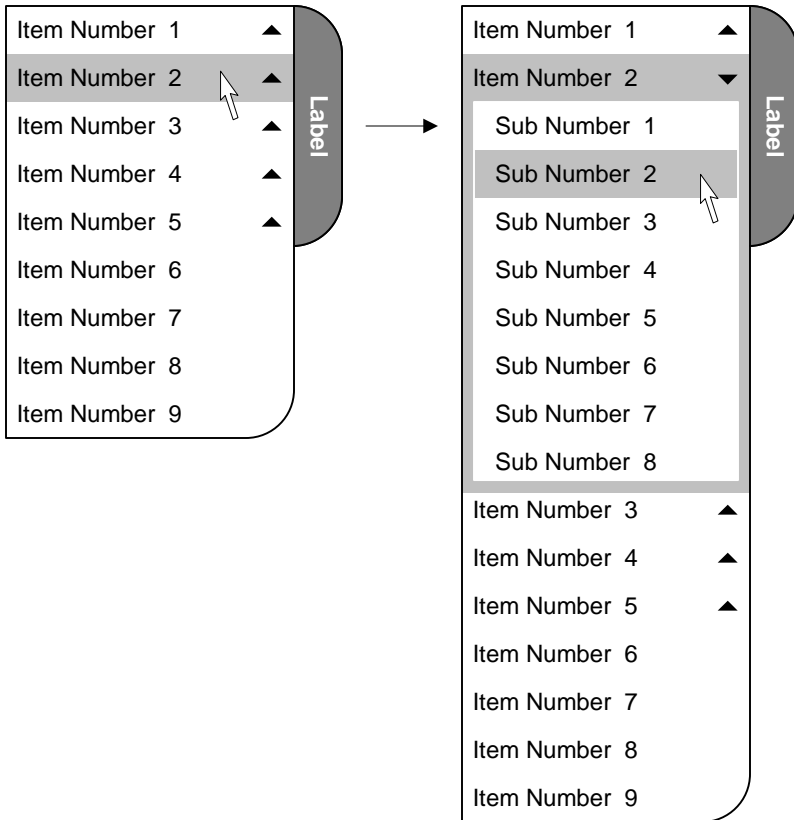 Item Number 1
Item Number 2
Item Number 3
Item Number 4
Item Number 5
Item Number 6
Item Number 7
Item Number 8
Item Number 9
Label
Item Number 1
Item Number 2
Sub Number 1
Sub Number 2
Sub Number 3
Sub Number 4
Sub Number 5
Sub Number 6
Sub Number 7
Sub Number 8
Item Number 3
Item Number 4
Item Number 5
Item Number 6
Item Number 7
Item Number 8
Item Number 9
Label